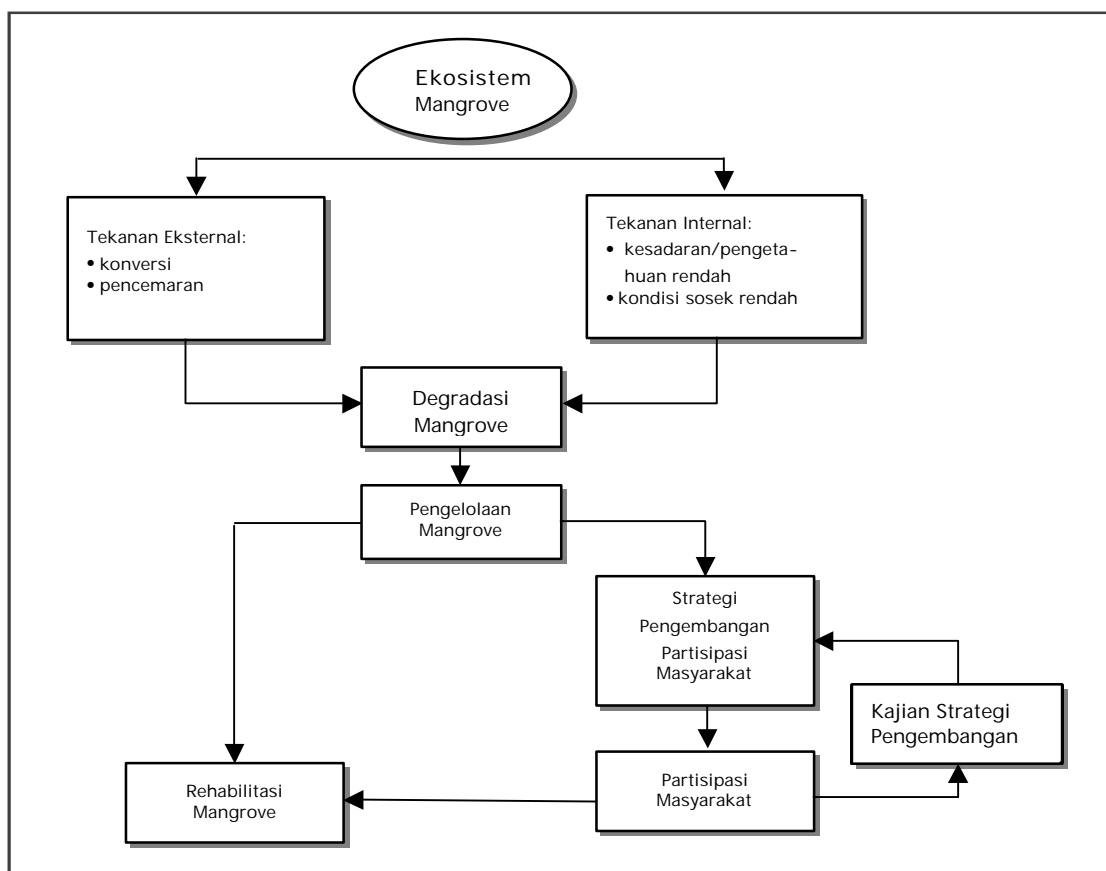 Ekosistem
Mangrove
Tekanan Eksternal:
• konversi
• pencemaran
Tekanan Internal:
• kesadaran/pengeta-
huan rendah
• kondisi sosek rendah
Degradasi
Mangrove
Pengelolaan
Mangrove
Strategi
Pengembangan
Partisipasi
Masyarakat
Kajian Strategi
Pengembangan
Rehabilitasi
Mangrove
Partisipasi
Masyarakat